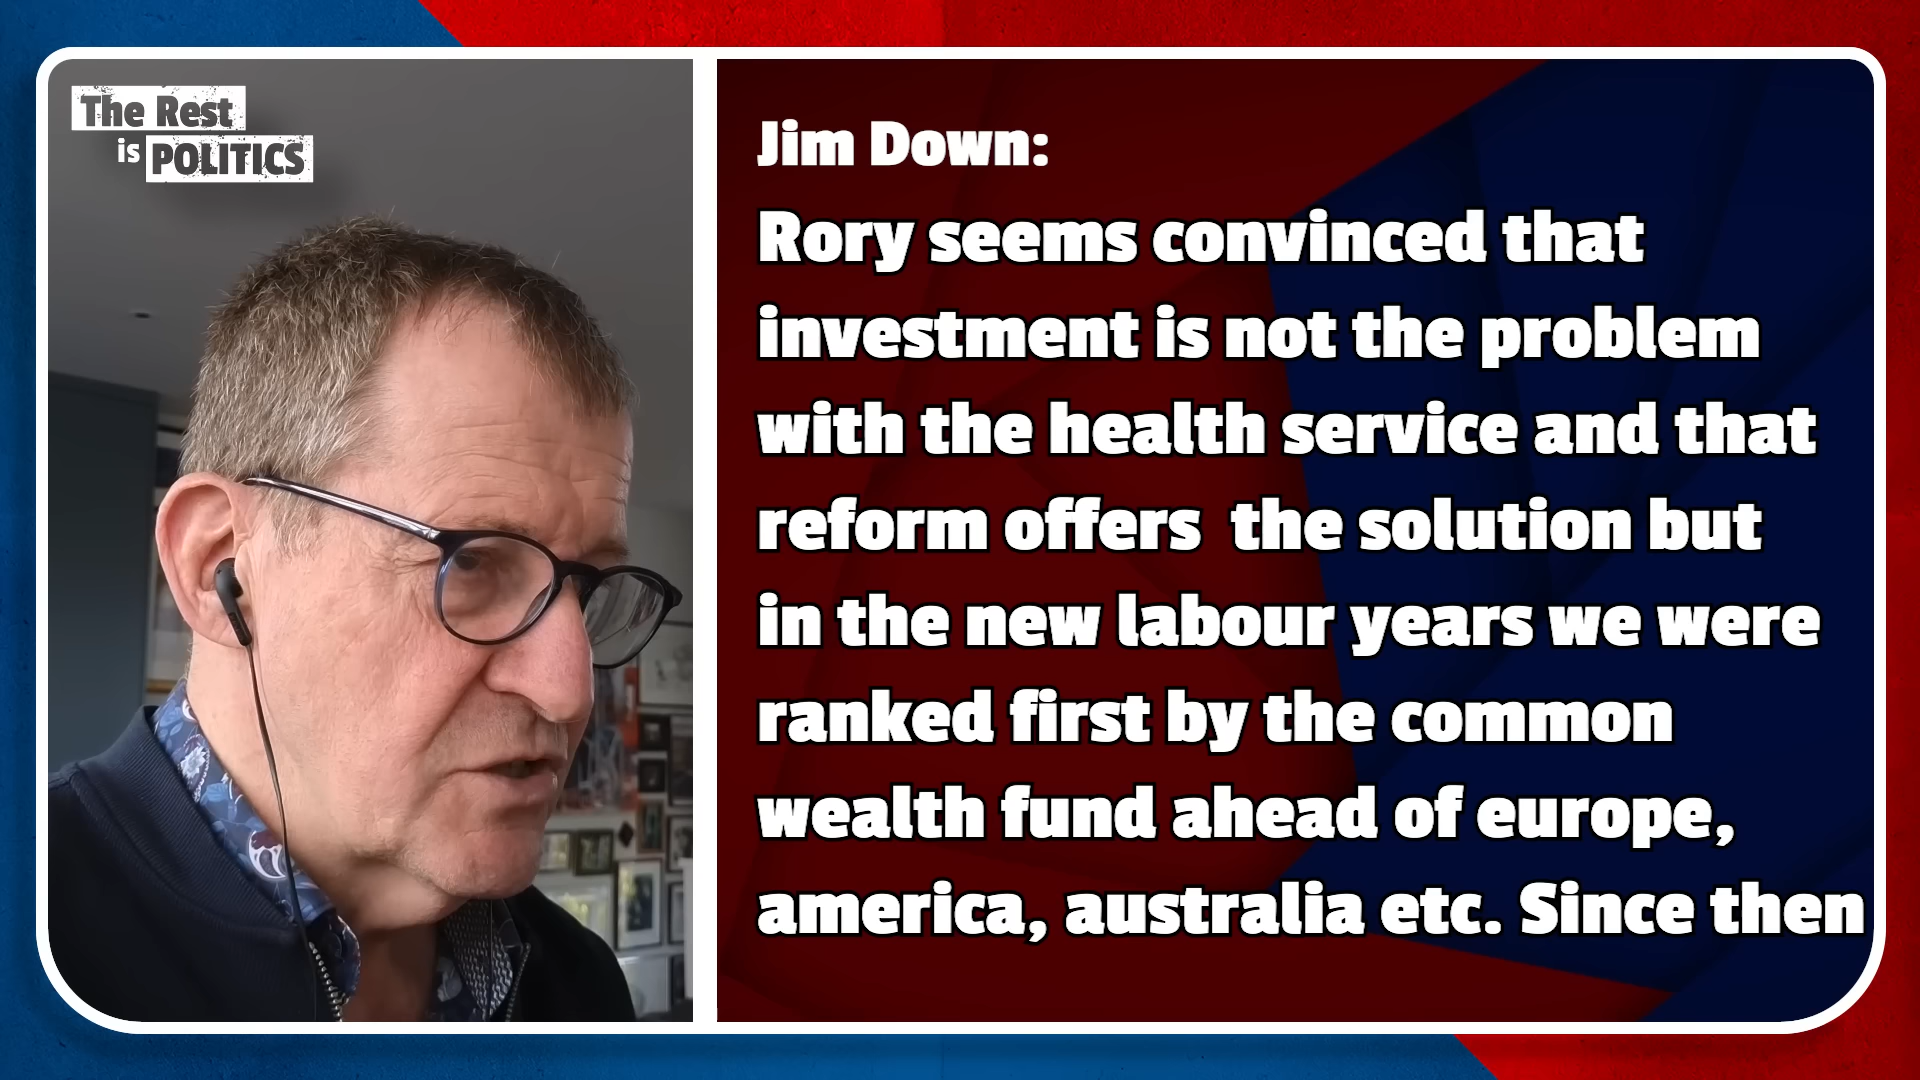 The Rest
is POLITICS
Jim Down:
Rory seems convinced that
investment is not the problem
with the health service and that
reform offers  the solution but
in the new labour years we were
ranked first by the common
wealth fund ahead of europe,
america, australia etc. Since then